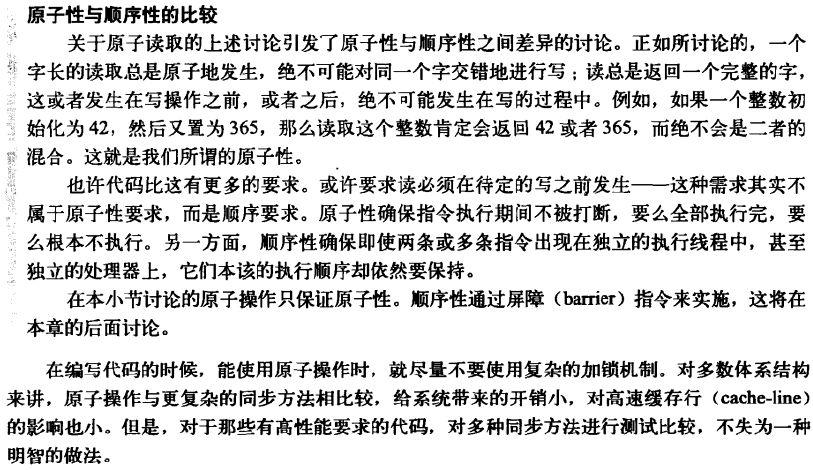 原子性与顺序性的比较
关于原子读取的上述讨论引发了原子性与顺序性之间差异的讨论。正如所讨论的，一个
字长的读取总是原子地发生，绝不可能对同一个字交错地进行写；读总是返回一个完整的字，
这或者发生在写操作之前，或者之后，绝不可能发生在写的过程中。例如，如果一个整数初
始化为 42，然后又置为 365，那么读取这个整数肯定会返回 42 或者 365，而绝不会是二者的
混合。这就是我们所谓的原子性。
也许代码比这有更多的要求。或许要求读必须在待定的写之前发生——这种需求其实不
属于原子性要求，而是顺序要求。原子性确保指令执行期间不被打断，要么全部执行完，要
么根本不执行。另一方面，顺序性确保即使两条或多条指令出现在独立的执行线程中，甚至
独立的处理器上，它们本该的执行顺序却依然要保持。
在本小节讨论的原子操作只保证原子性。顺序性通过屏障（barrier）指令来实施，这将在
本章的后面讨论。
在编写代码的时候，能使用原子操作时，就尽量不要使用复杂的加锁机制。对多数体系结构
来讲，原子操作与更复杂的同步方法相比较，给系统带来的开销小，对高速缓存行（cache-line）
的影响也小。但是，对于那些有高性能要求的代码，对多种同步方法进行测试比较，不失为一种
明智的做法。